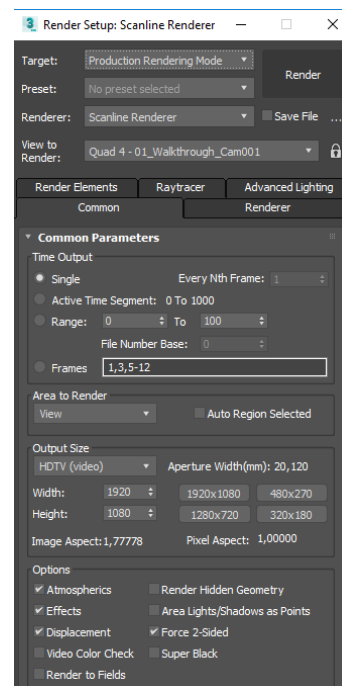 3 Render Setup: Scanline Renderer
Target: Production Rendering Mode
Render
Preset: No preset selected
Renderer: Scanline Renderer Save File ...
View to
Render: Quad 4 - 01_Walkthrough_Cam001
Render Elements Raytracer Advanced Lighting
Common Renderer
Common Parameters
Time Output
Single Every Nth Frame: 1
Active Time Segment: 0 To 1000
Range: 0 To 100
File Number Base: 0
Frames 1,3,5-12
Area to Render
View Auto Region Selected
Output Size
HDTV (video) Aperture Width(mm): 20,120
Width: 1920 1920x1080 480x270
Height: 1080 1280x720 320x180
Image Aspect:1,77778 Pixel Aspect: 1,00000
Options
Atmospherics Render Hidden Geometry
Effects Area Lights/Shadows as Points
Displacement Force 2-Sided
Video Color Check Super Black
Render to Fields